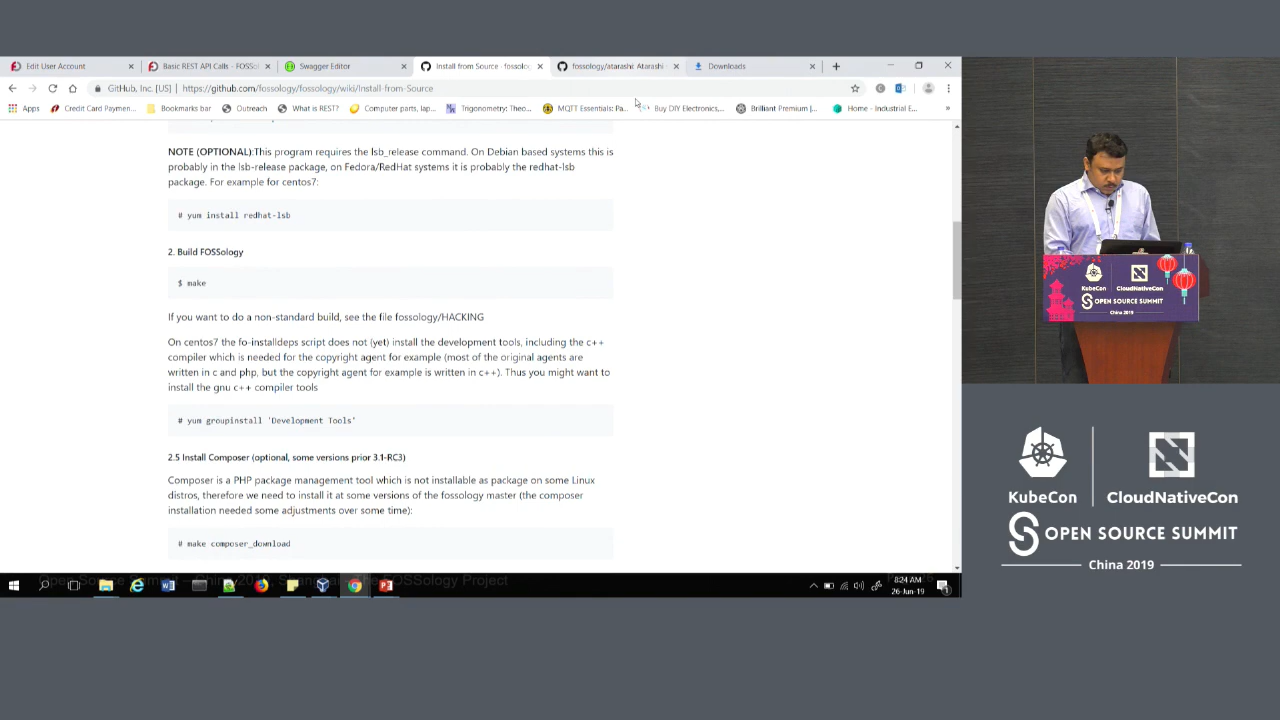 Edit User Account
Basic REST API Calls - FOSSo
Swagger Editor
Install from Source · fossolo
fossology/atarashi: Atarashi
Downloads
GitHub, Inc. [US] | https://github.com/fossology/fossology/wiki/Install-from-Source
Apps
Credit Card Paymen...
Bookmarks bar
Outreach
What is REST?
Computer parts, lap...
Trigonometry: Theo...
MQTT Essentials: Pa...
Buy DIY Electronics,...
Brilliant Premium |...
Home - Industrial E...
»
NOTE (OPTIONAL):This program requires the lsb_release command. On Debian based systems this is
probably in the lsb-release package, on Fedora/RedHat systems it is probably the redhat-lsb
package. For example for centos7:
# yum install redhat-lsb
2. Build FOSSology
$ make
If you want to do a non-standard build, see the file fossology/HACKING
On centos7 the fo-installdeps script does not (yet) install the development tools, including the c++
compiler which is needed for the copyright agent for example (most of the original agents are
written in c and php, but the copyright agent for example is written in c++). Thus you might want to
install the gnu c++ compiler tools
# yum groupinstall 'Development Tools'
2.5 Install Composer (optional, some versions prior 3.1-RC3)
Composer is a PHP package management tool which is not installable as package on some Linux
distros, therefore we need to install it at some versions of the fossology master (the composer
installation needed some adjustments over some time):
# make composer_download
8:24 AM
26-Jun-19
KubeCon
CloudNativeCon
OPEN SOURCE SUMMIT
China 2019
KubeCon
CloudNativeCon
OPEN SOURCE SUMMIT
China 2019